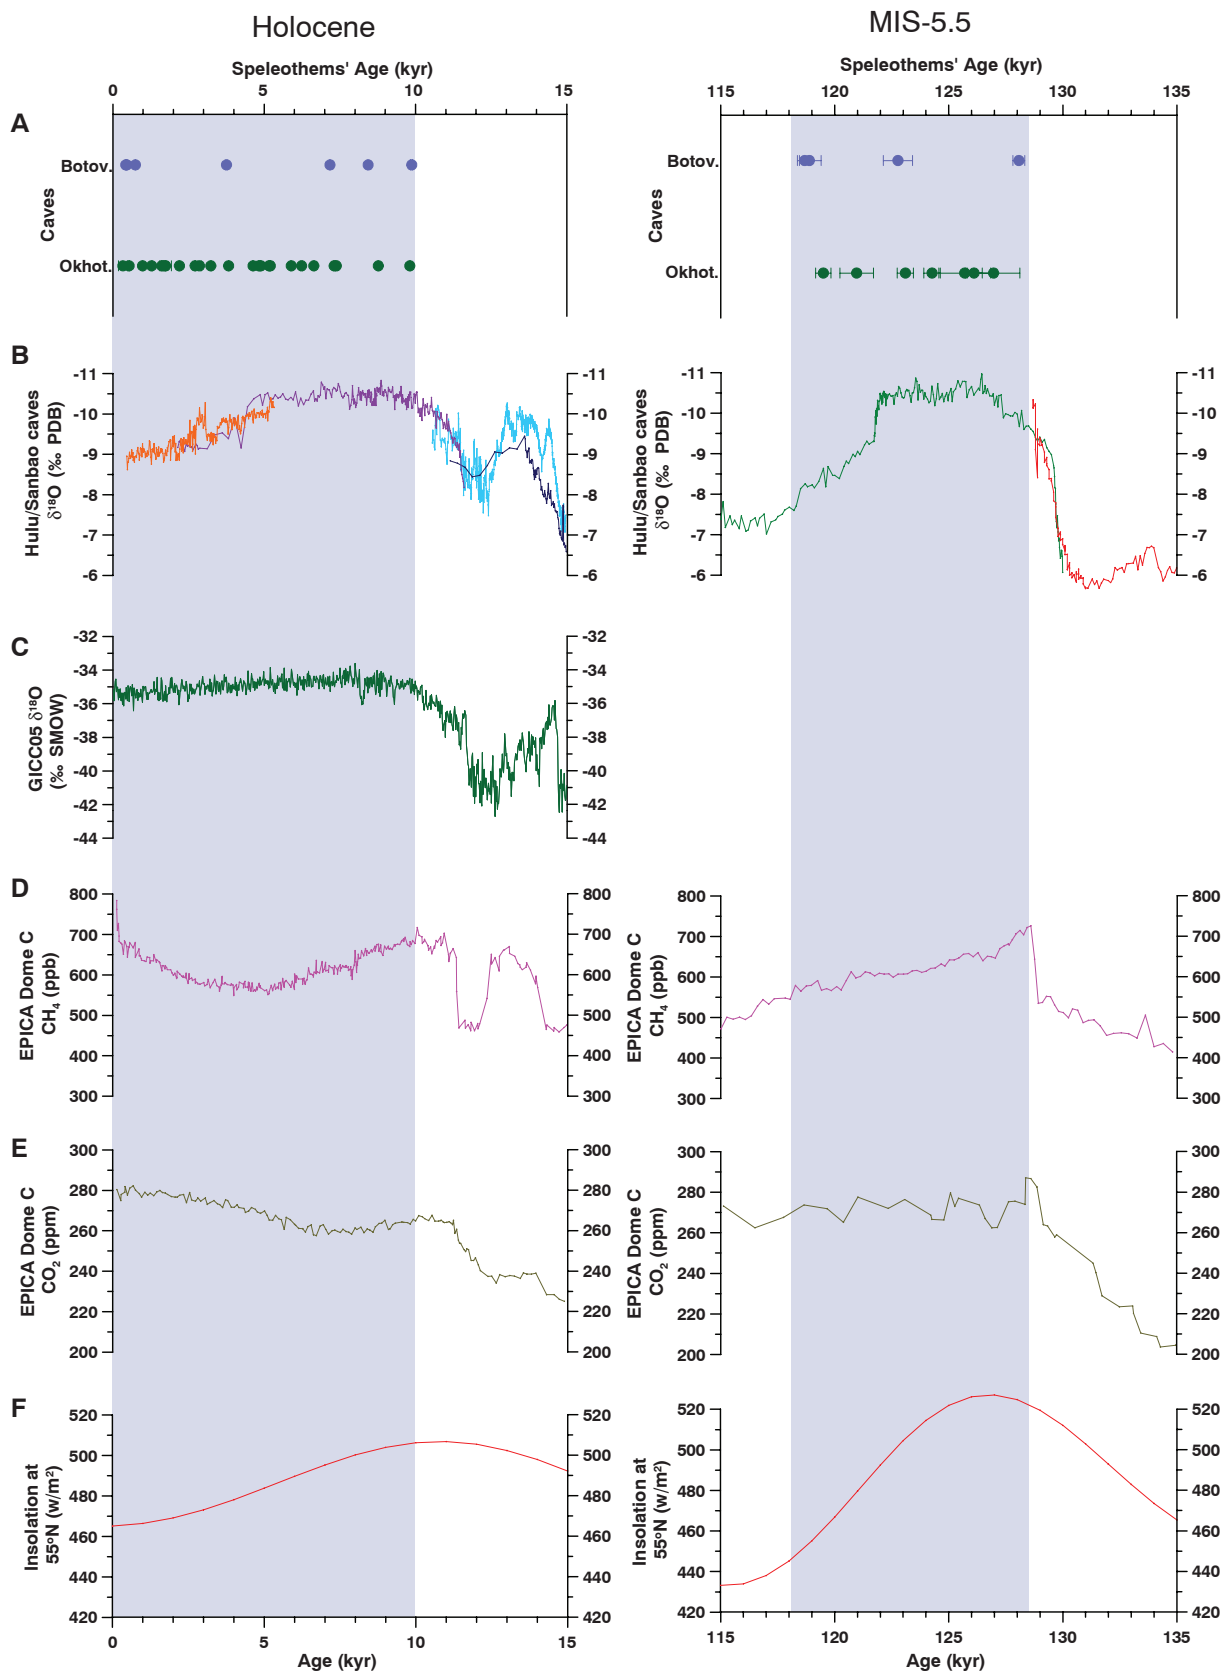 Holocene
MIS-5.5
Speleothems' Age (kyr)
Speleothems' Age (kyr)
0 5 10 15
115 120 125 130 135
A
Botov.
Caves
Okhot.
Botov.
Caves
Okhot.
B
Hulu/Sanbao caves
δ¹⁸O (‰ PDB)
-11 -11
-10 -10
-9 -9
-8 -8
-7 -7
-6 -6
Hulu/Sanbao caves
δ¹⁸O (‰ PDB)
-11 -11
-10 -10
-9 -9
-8 -8
-7 -7
-6 -6
C
GICC05 δ¹⁸O
(‰ SMOW)
-32 -32
-34 -34
-36 -36
-38 -38
-40 -40
-42 -42
-44 -44
D
EPICA Dome C
CH₄ (ppb)
800 800
700 700
600 600
500 500
400 400
300 300
EPICA Dome C
CH₄ (ppb)
800 800
700 700
600 600
500 500
400 400
300 300
E
EPICA Dome C
CO₂ (ppm)
300 300
280 280
260 260
240 240
220 220
200 200
EPICA Dome C
CO₂ (ppm)
300 300
280 280
260 260
240 240
220 220
200 200
F
Insolation at
55°N (w/m²)
520 520
500 500
480 480
460 460
440 440
420 420
0 5 10 15
Age (kyr)
Insolation at
55°N (w/m²)
520 520
500 500
480 480
460 460
440 440
420 420
115 120 125 130 135
Age (kyr)